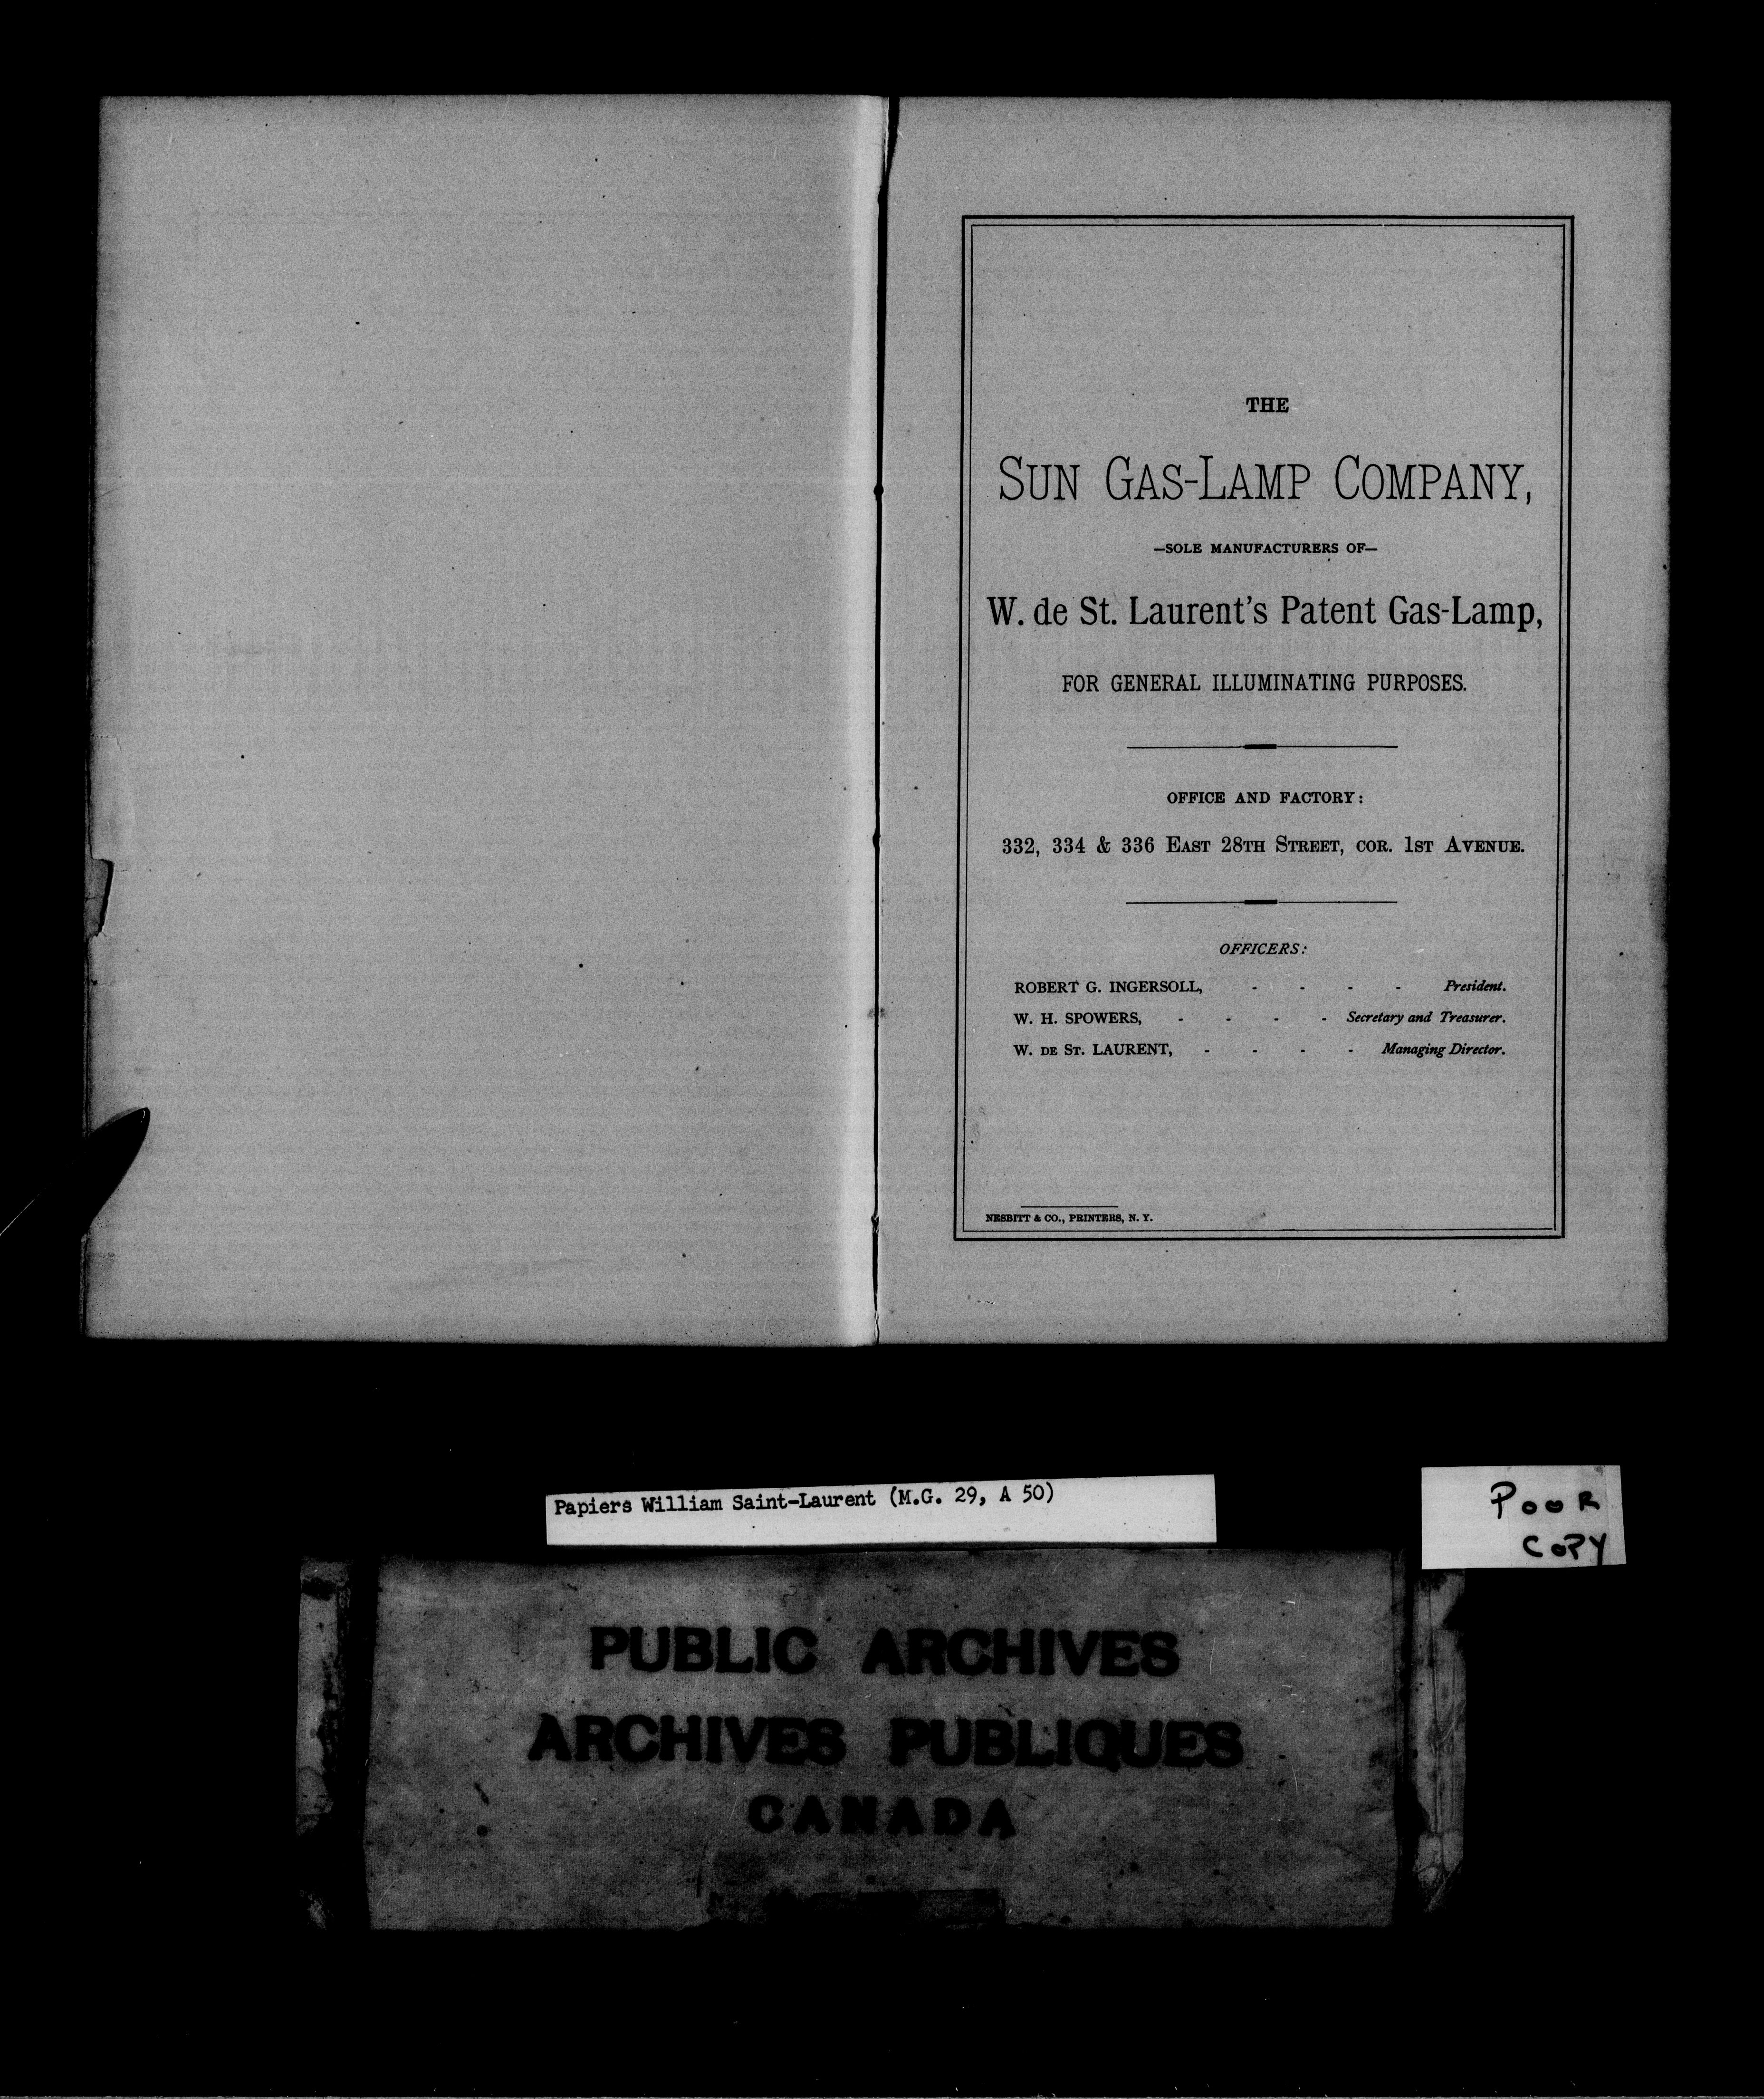 THE
SUN GAS-LAMP COMPANY,
—SOLE MANUFACTURERS OF—
W. de St. Laurent's Patent Gas-Lamp,
FOR GENERAL ILLUMINATING PURPOSES.
OFFICE AND FACTORY:
332, 334 & 336 EAST 28TH STREET, COR. 1ST AVENUE.
OFFICERS:
ROBERT G. INGERSOLL, - - - - President.
W. H. SPOWERS, - - - - Secretary and Treasurer.
W. DE ST. LAURENT, - - - - Managing Director.
NESBITT & CO., PRINTERS, N. Y.
Papiers William Saint-Laurent (M.G. 29, A 50)
POOR
COPY
PUBLIC ARCHIVES
ARCHIVES PUBLIQUES
CANADA